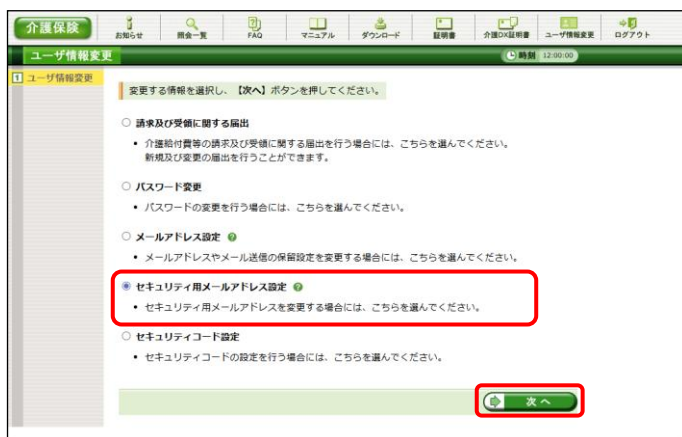 介護保険
お知らせ
照会一覧
FAQ
マニュアル
ダウンロード
証明書
介護DX証明書
ユーザ情報変更
ログアウト
ユーザ情報変更
時刻 12:00:00
1 ユーザ情報変更
変更する情報を選択し、【次へ】ボタンを押してください。
請求及び受領に関する届出
・ 介護給付費等の請求及び受領に関する届出を行う場合には、こちらを選んでください。
新規及び変更の届出を行うことができます。
パスワード変更
・ パスワードの変更を行う場合には、こちらを選んでください。
メールアドレス設定 ?
・ メールアドレスやメール送信の保留設定を変更する場合には、こちらを選んでください。
セキュリティ用メールアドレス設定 ?
・ セキュリティ用メールアドレスを変更する場合には、こちらを選んでください。
セキュリティコード設定
・ セキュリティコードの設定を行う場合には、こちらを選んでください。
次へ